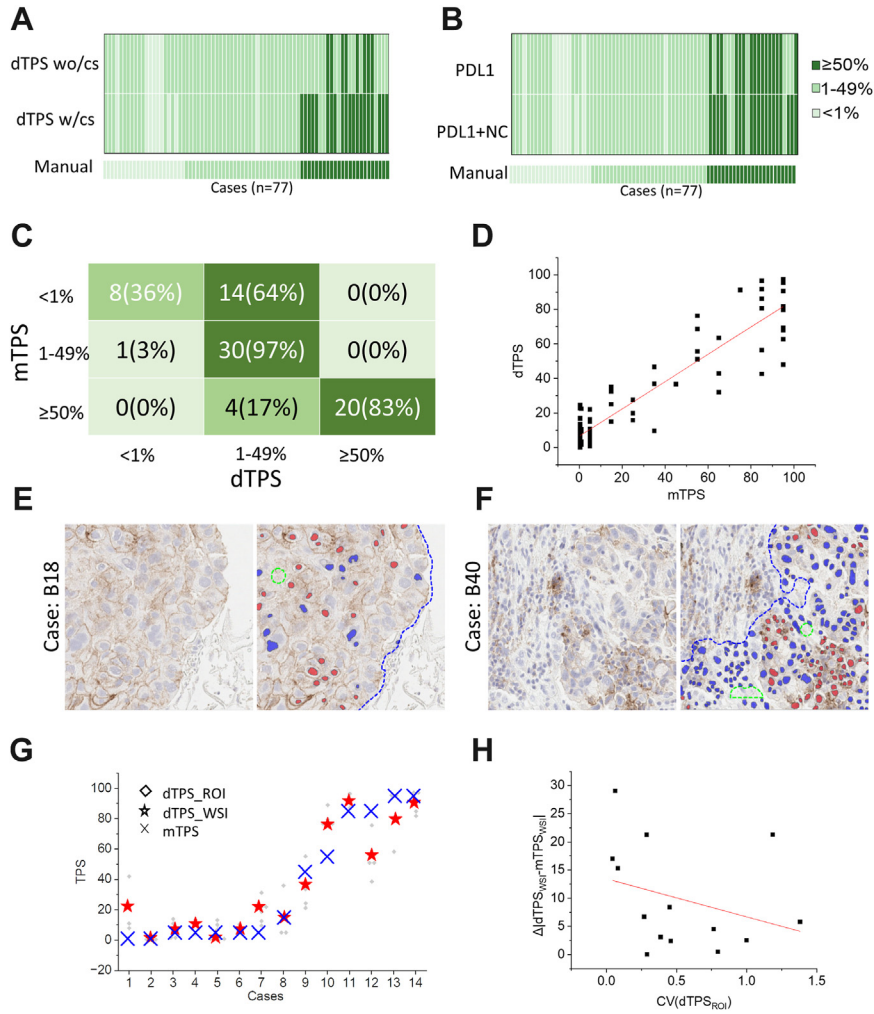 A
dTPS wo/cs
dTPS w/cs
Manual
Cases (n=77)
B
PDL1
PDL1+NC
Manual
Cases (n=77)
≥50%
1-49%
<1%
C
mTPS
<1%
1-49%
≥50%
8(36%) 14(64%) 0(0%)
1(3%) 30(97%) 0(0%)
0(0%) 4(17%) 20(83%)
<1% 1-49% ≥50%
dTPS
D
dTPS
100
80
60
40
20
0
0 20 40 60 80 100
mTPS
E
Case: B18
F
Case: B40
G
dTPS_ROI
dTPS_WSI
mTPS
TPS
100
80
60
40
20
0
−20
1 2 3 4 5 6 7 8 9 10 11 12 13 14
Cases
H
Δ|dTPSWSI-mTPSWSI|
30
25
20
15
10
5
0
0.0 0.5 1.0 1.5
CV(dTPSROI)